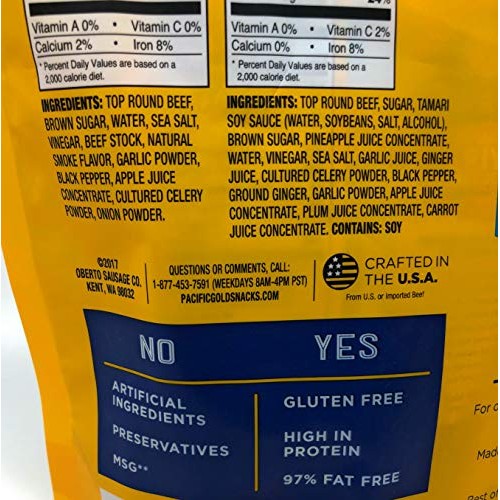 24%
Vitamin A 0% • Vitamin C 0%
Calcium 2% • Iron 8%
*Percent Daily Values are based on a
2,000 calorie diet.
INGREDIENTS: TOP ROUND BEEF,
BROWN SUGAR, WATER, SEA SALT,
VINEGAR, BEEF STOCK, NATURAL
SMOKE FLAVOR, GARLIC POWDER,
BLACK PEPPER, APPLE JUICE
CONCENTRATE, CULTURED CELERY
POWDER, ONION POWDER.
Vitamin A 0% • Vitamin C 2%
Calcium 0% • Iron 8%
*Percent Daily Values are based on a
2,000 calorie diet.
INGREDIENTS: TOP ROUND BEEF, SUGAR, TAMARI
SOY SAUCE (WATER, SOYBEANS, SALT, ALCOHOL),
BROWN SUGAR, PINEAPPLE JUICE CONCENTRATE,
WATER, VINEGAR, SEA SALT, GARLIC JUICE, GINGER
JUICE, CULTURED CELERY POWDER, BLACK PEPPER,
GROUND GINGER, GARLIC POWDER, APPLE JUICE
CONCENTRATE, PLUM JUICE CONCENTRATE, CARROT
JUICE CONCENTRATE. CONTAINS: SOY
©2017
OBERTO SAUSAGE CO.
KENT, WA 98032
QUESTIONS OR COMMENTS, CALL:
1-877-453-7591 (WEEKDAYS 8AM-4PM PST)
PACIFICGOLDSNACKS.COM
CRAFTED IN
THE U.S.A.
From U.S. or Imported Beef
NO
ARTIFICIAL
INGREDIENTS
PRESERVATIVES
MSG**
YES
GLUTEN FREE
HIGH IN
PROTEIN
97% FAT FREE
For
Made
Best